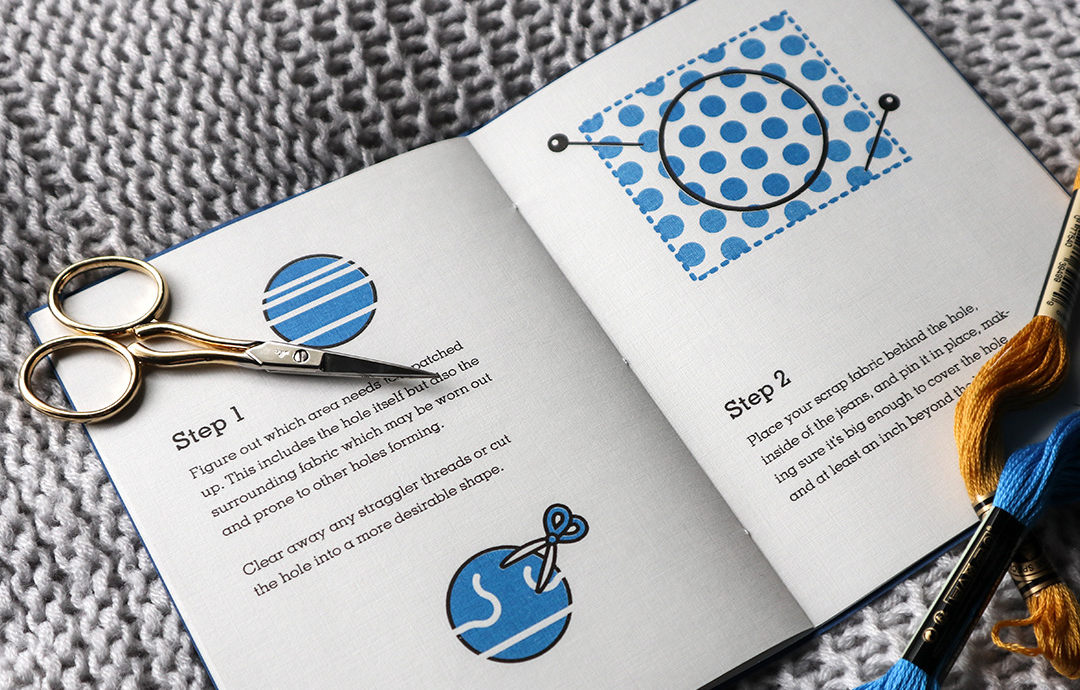 Step 1
Figure out which area needs to patched
up. This includes the hole itself but also the
surrounding fabric which may be worn out
and prone to other holes forming.
Clear away any straggler threads or cut
the hole into a more desirable shape.
Step 2
Place your scrap fabric behind the hole,
inside of the jeans, and pin it in place, mak-
ing sure it's big enough to cover the hole
and at least an inch beyond the